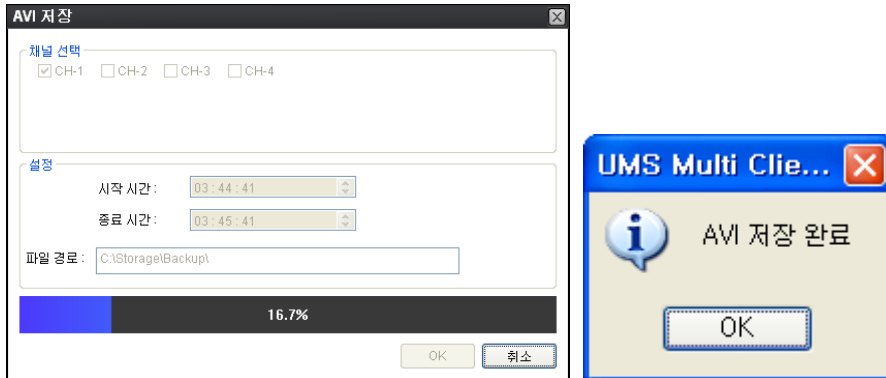 AVI 저장
채널 선택
CH-1 CH-2 CH-3 CH-4
설정
시작 시간 : 03 : 44 : 41
종료 시간 : 03 : 45 : 41
파일 경로 : C:\Storage\Backup\
16.7%
OK 취소
UMS Multi Clie...
AVI 저장 완료
OK